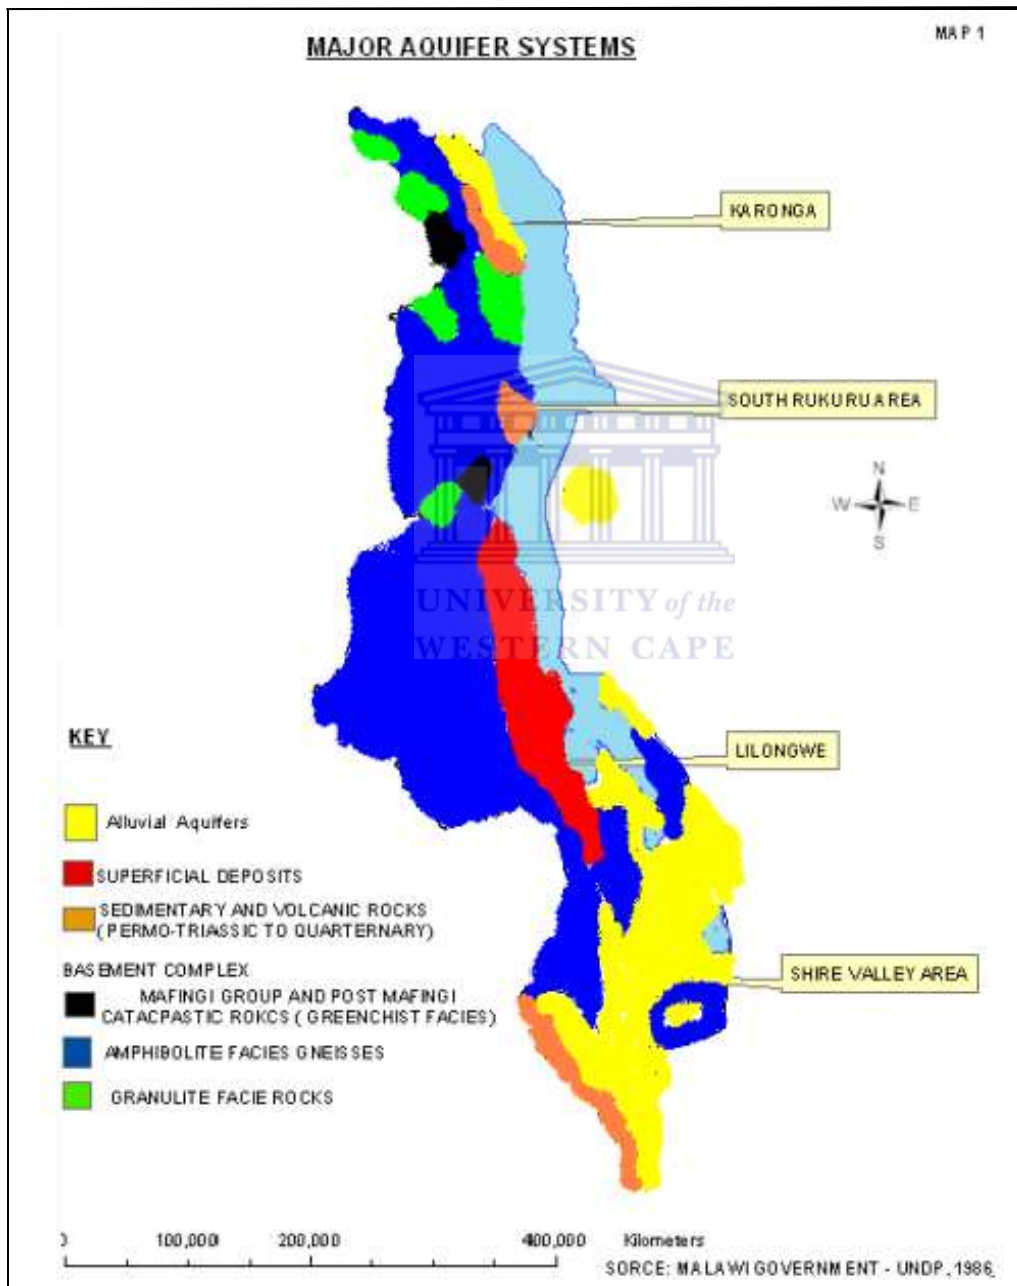 MAJOR AQUIFER SYSTEMS
MAP 1
KARONGA
SOUTH RUKURU AREA
N
W E
S
UNIVERSITY of the
WESTERN CAPE
KEY
LILONGWE
Alluvial Aquifers
SUPERFICIAL DEPOSITS
SEDIMENTARY AND VOLCANIC ROCKS
( PERMO-TRIASSIC TO QUARTERNARY)
BASEMENT COMPLEX
SHIRE VALLEY AREA
MAFINGI GROUP AND POST MAFINGI
CATACPASTIC ROKCS ( GREENCHIST FACIES)
AMPHIBOLITE FACIES GNEISSES
GRANULITE FACIE ROCKS
0 100,000 200,000 400,000 Kilometers
SORCE: MALAWI GOVERNMENT - UNDP, 1986